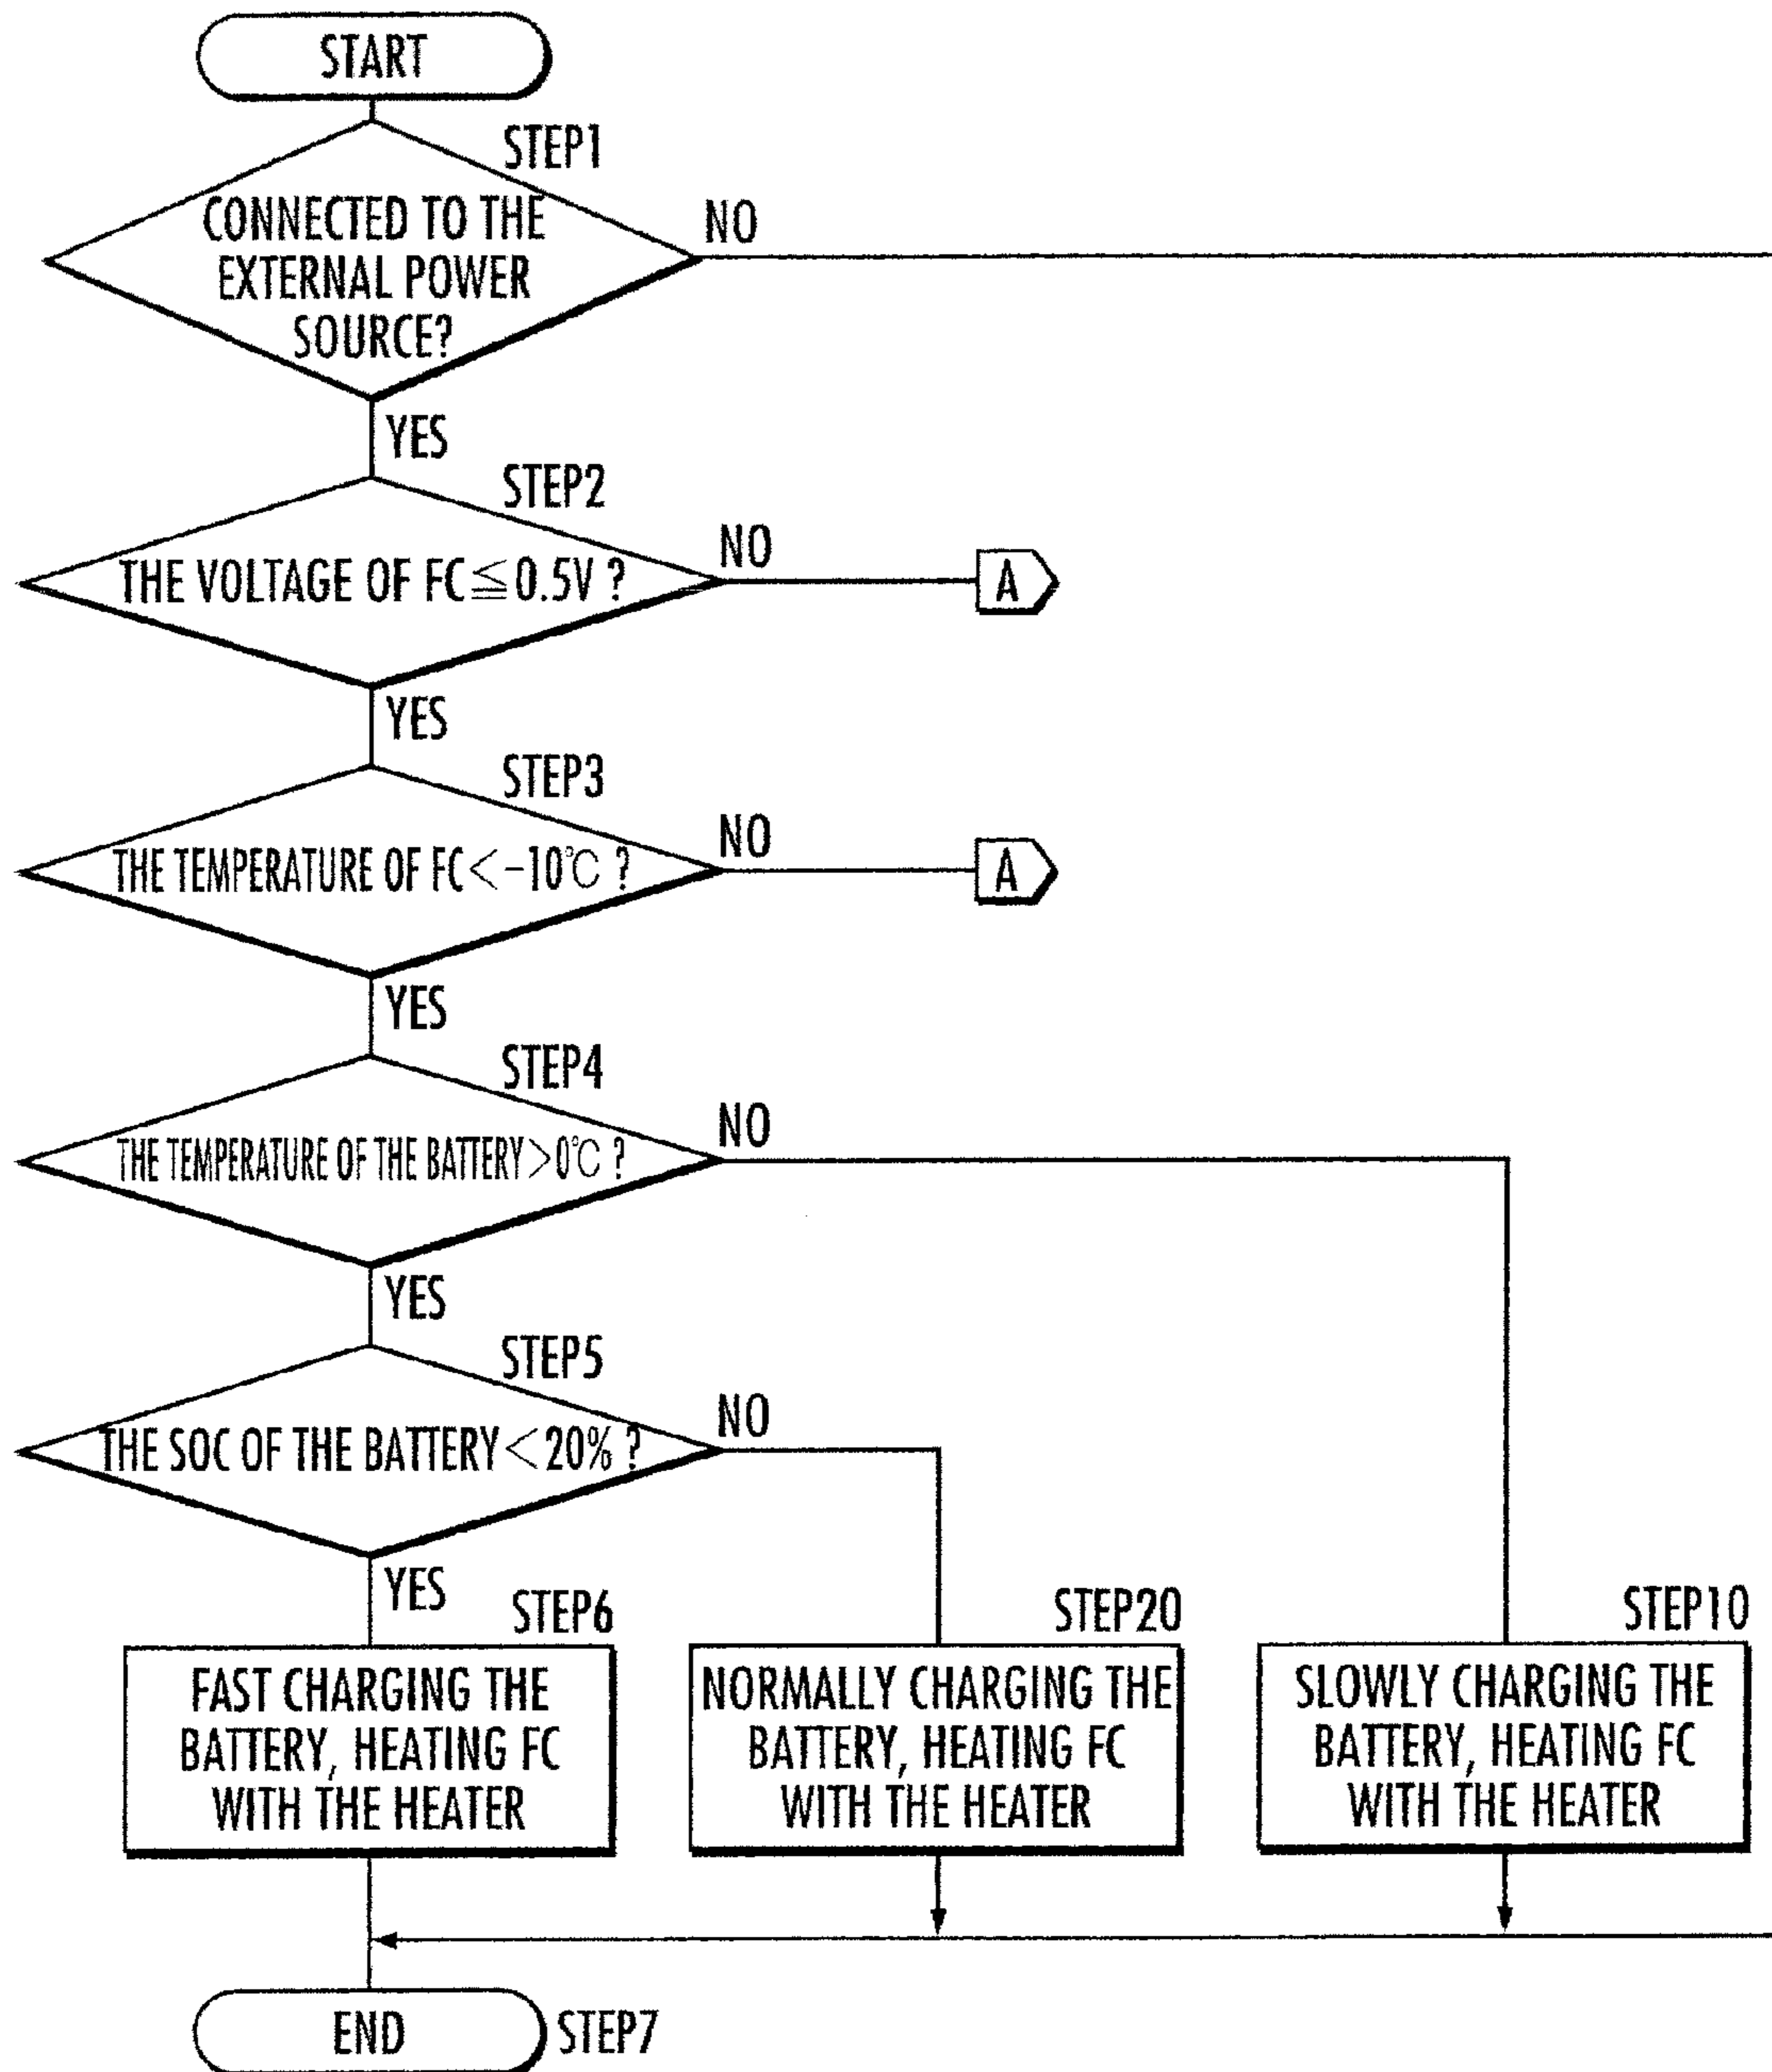 START
STEP1
CONNECTED TO THE
EXTERNAL POWER
SOURCE?
NO
YES
STEP2
THE VOLTAGE OF FC≦0.5V ?
NO
A
YES
STEP3
THE TEMPERATURE OF FC<-10℃ ?
NO
A
YES
STEP4
THE TEMPERATURE OF THE BATTERY>0℃ ?
NO
YES
STEP5
THE SOC OF THE BATTERY<20% ?
NO
YES
STEP6
FAST CHARGING THE
BATTERY, HEATING FC
WITH THE HEATER
STEP20
NORMALLY CHARGING THE
BATTERY, HEATING FC
WITH THE HEATER
STEP10
SLOWLY CHARGING THE
BATTERY, HEATING FC
WITH THE HEATER
END
STEP7